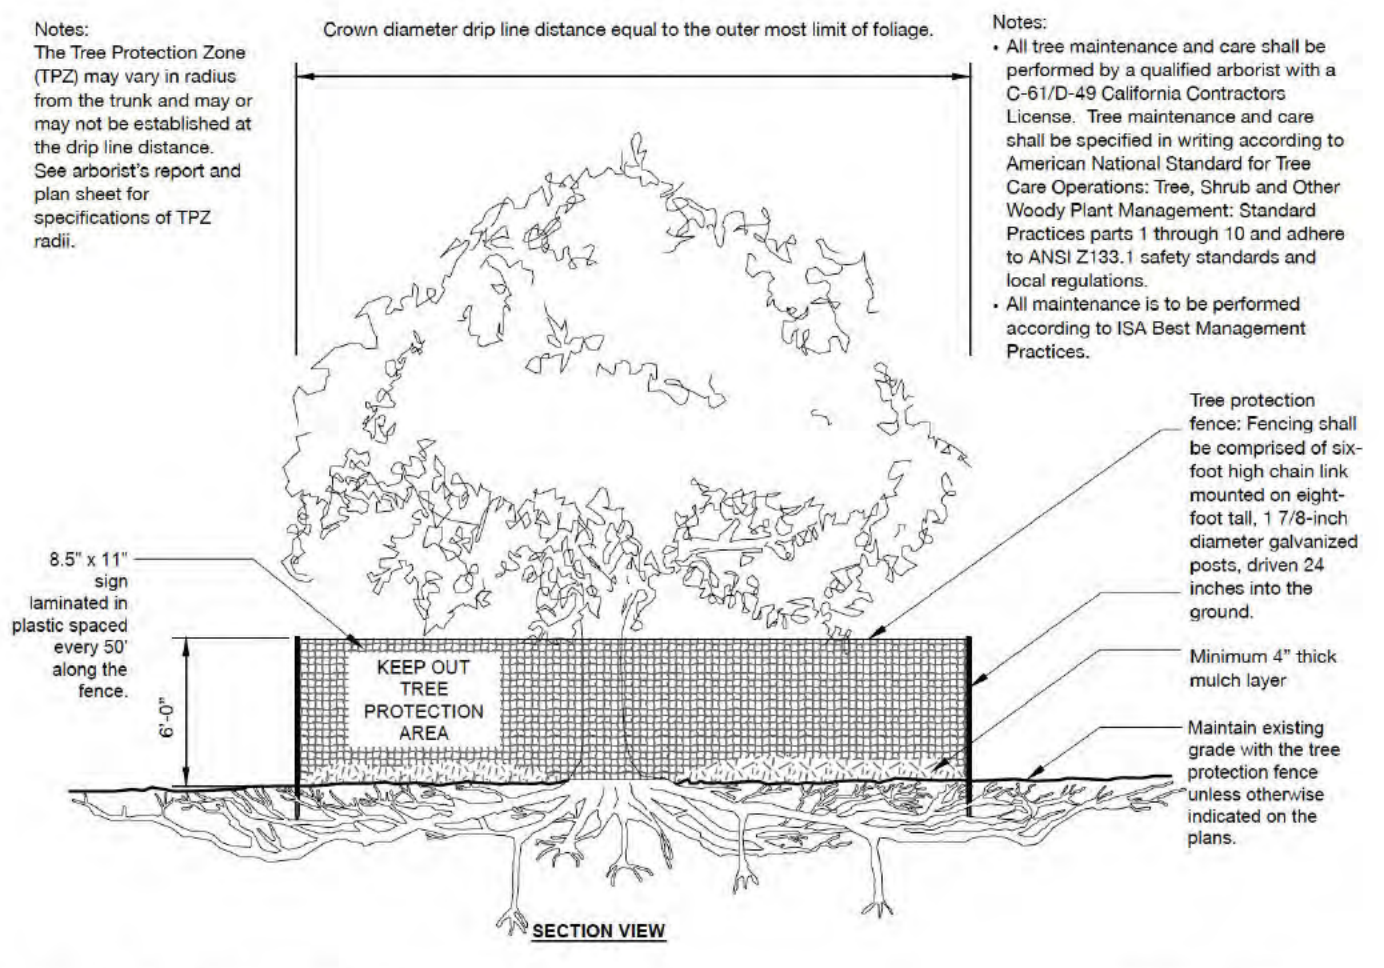 Notes:
The Tree Protection Zone
(TPZ) may vary in radius
from the trunk and may or
may not be established at
the drip line distance.
See arborist's report and
plan sheet for
specifications of TPZ
radii.
Crown diameter drip line distance equal to the outer most limit of foliage.
Notes:
• All tree maintenance and care shall be
performed by a qualified arborist with a
C-61/D-49 California Contractors
License. Tree maintenance and care
shall be specified in writing according to
American National Standard for Tree
Care Operations: Tree, Shrub and Other
Woody Plant Management: Standard
Practices parts 1 through 10 and adhere
to ANSI Z133.1 safety standards and
local regulations.
• All maintenance is to be performed
according to ISA Best Management
Practices.
Tree protection
fence: Fencing shall
be comprised of six-
foot high chain link
mounted on eight-
foot tall, 1 7/8-inch
diameter galvanized
posts, driven 24
inches into the
ground.
8.5" x 11"
sign
laminated in
plastic spaced
every 50'
along the
fence.
6'-0"
KEEP OUT
TREE
PROTECTION
AREA
Minimum 4" thick
mulch layer
Maintain existing
grade with the tree
protection fence
unless otherwise
indicated on the
plans.
SECTION VIEW